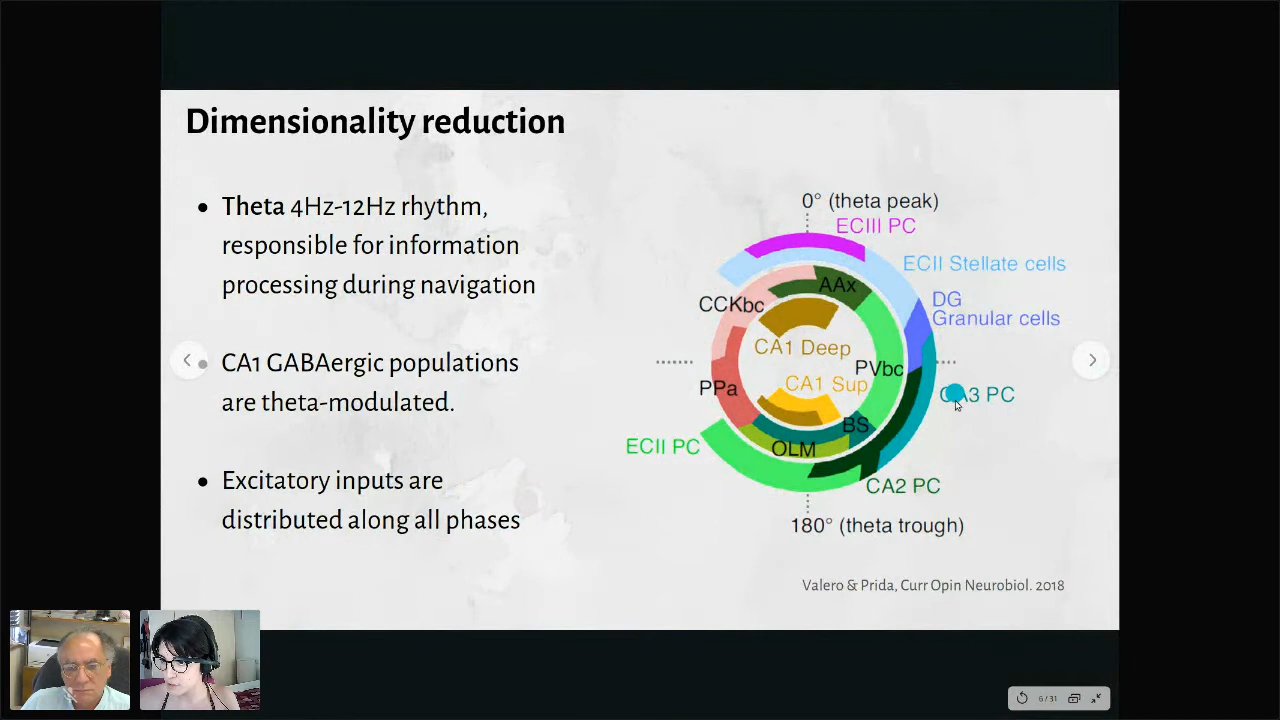 Dimensionality reduction
• Theta 4Hz-12Hz rhythm,
responsible for information
processing during navigation
• CA1 GABAergic populations
are theta-modulated.
• Excitatory inputs are
distributed along all phases
0° (theta peak)
ECIII PC
ECII Stellate cells
AAx
DG
Granular cells
CCKbc
CA1 Deep
PVbc
CA1 Sup
PPa
CA3 PC
BS
ECII PC
OLM
CA2 PC
180° (theta trough)
Valero & Prida, Curr Opin Neurobiol. 2018
6 / 31